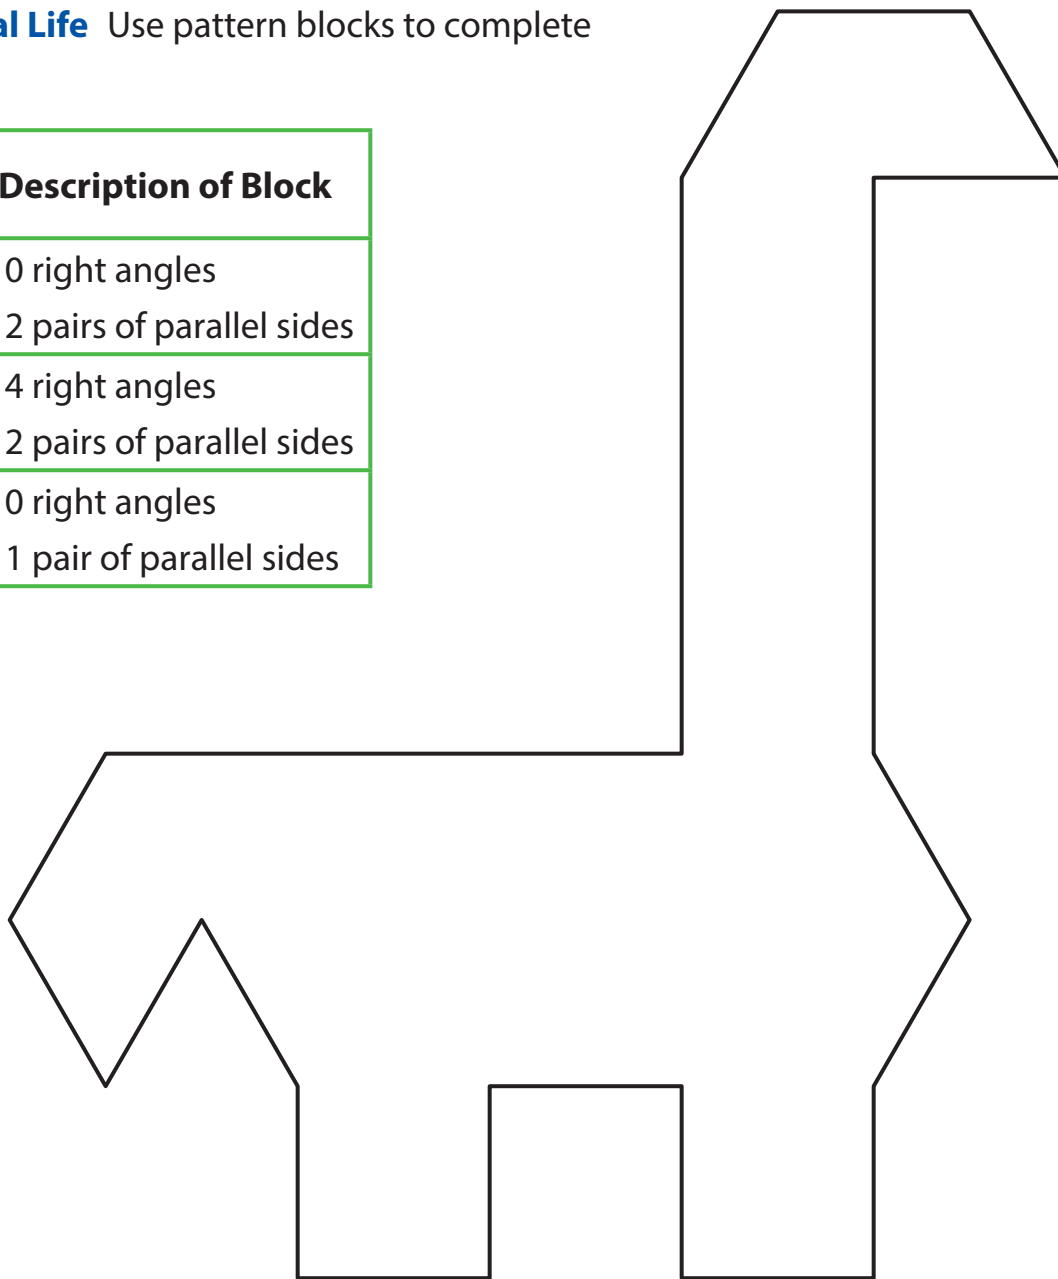 Life Use pattern blocks to complete
Description of Block
0 right angles
2 pairs of parallel sides
4 right angles
2 pairs of parallel sides
0 right angles
1 pair of parallel sides